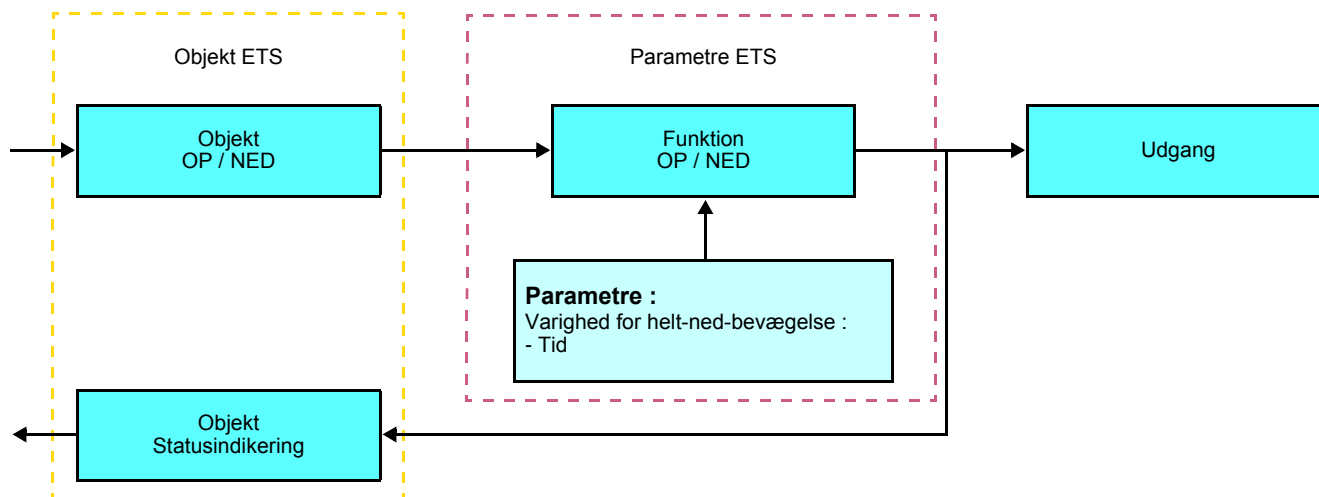 Objekt ETS
Parametre ETS
Objekt
OP / NED
Funktion
OP / NED
Udgang
Parametre :
Varighed for helt-ned-bevægelse :
- Tid
Objekt
Statusindikering